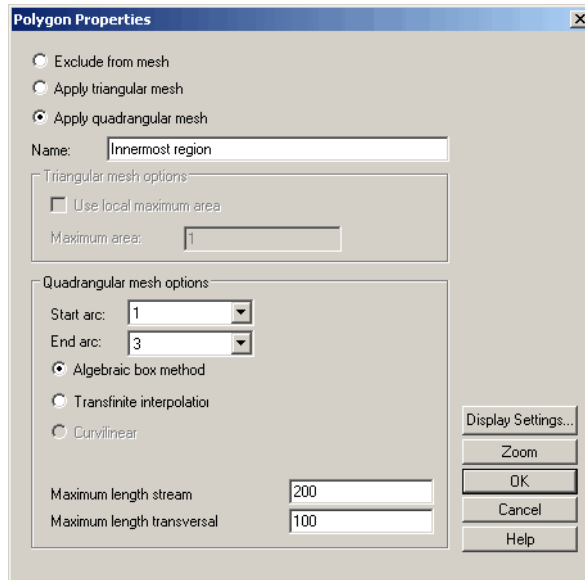 Polygon Properties
Exclude from mesh
Apply triangular mesh
Apply quadrangular mesh
Name: Innermost region
Triangular mesh options
Use local maximum area
Maximum area: 1
Quadrangular mesh options
Start arc: 1
End arc: 3
Algebraic box method
Transfinite interpolation
Curvilinear
Display Settings...
Zoom
Maximum length stream 200
OK
Maximum length transversal 100
Cancel
Help